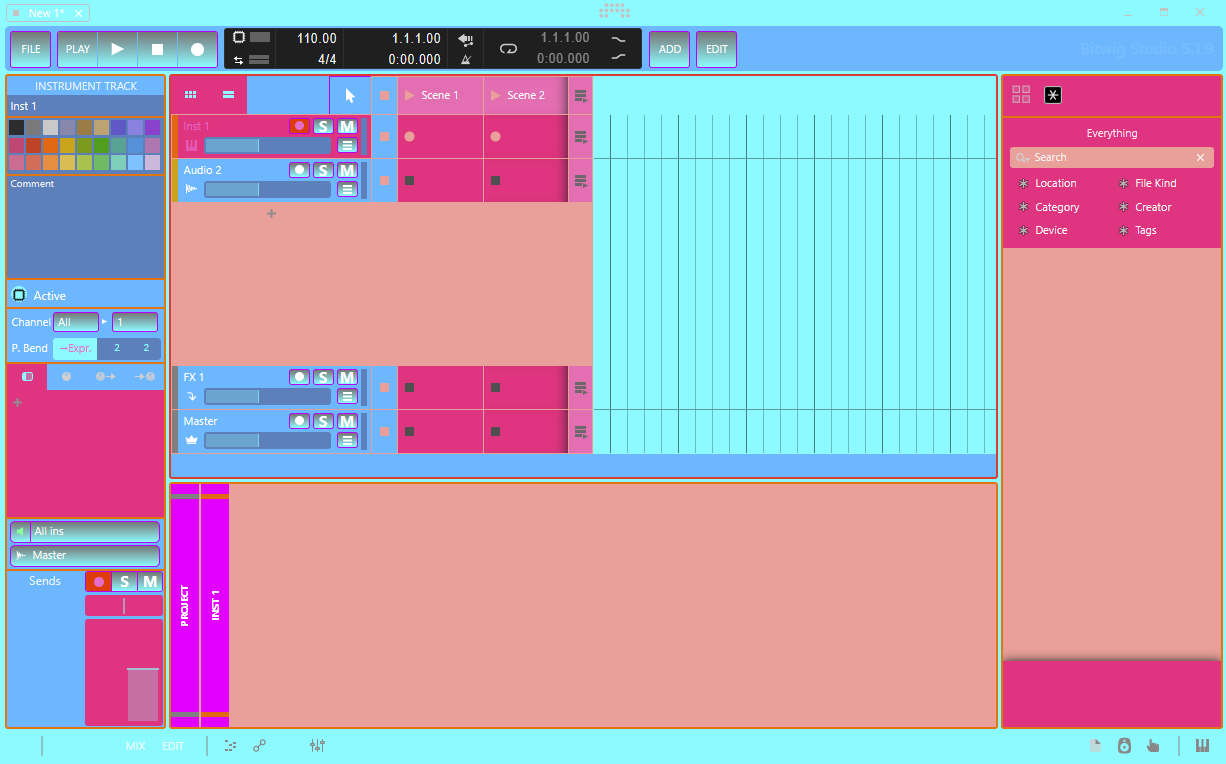 New 1*
FILE PLAY 110.00 1.1.1.00 1.1.1.00 ADD EDIT Bitwig Studio 5.1.9
4/4 0:00.000 0:00.000
INSTRUMENT TRACK
Inst 1
Comment
Active
Channel All 1
P. Bend →Expr. 2 2
All ins
Master
Sends S M
Scene 1 Scene 2
Inst 1 S M
Audio 2 S M
FX 1 S M
Master S M
PROJECT
INST 1
Everything
Search
Location File Kind
Category Creator
Device Tags
MIX EDIT